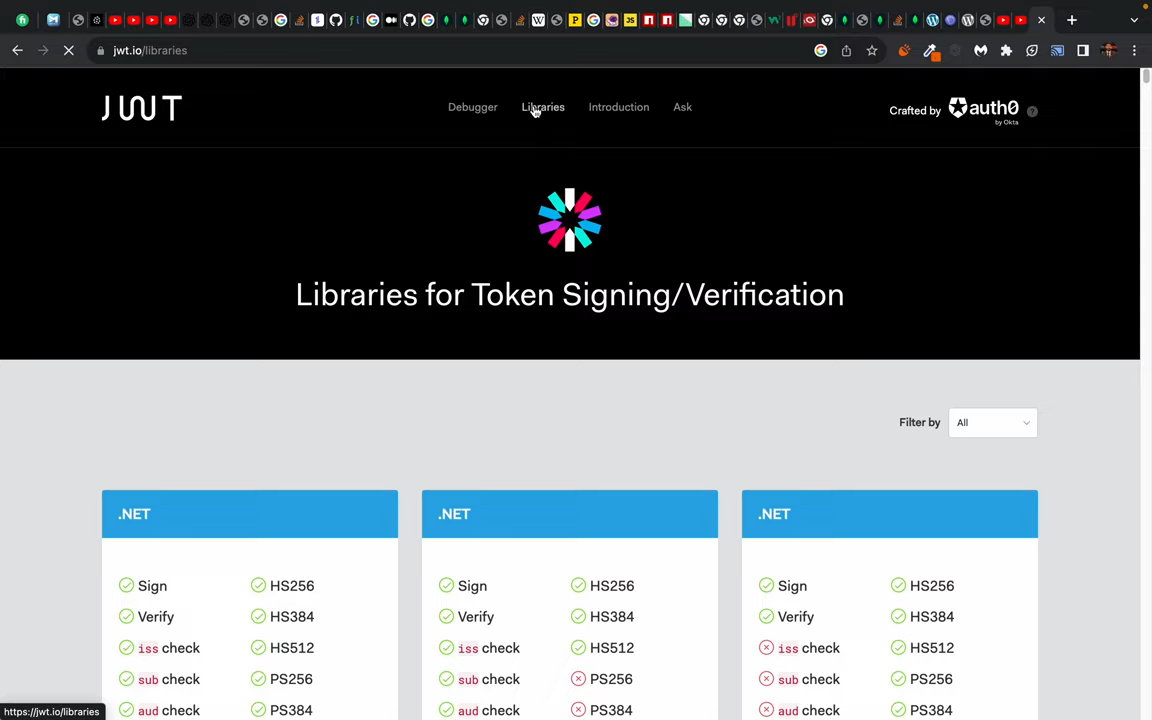 jwt.io/libraries
JWT
Debugger
Libraries
Introduction
Ask
Crafted by
auth0
by Okta
?
Libraries for Token Signing/Verification
Filter by
All
.NET
Sign
HS256
Verify
HS384
iss check
HS512
sub check
PS256
aud check
PS384
.NET
Sign
HS256
Verify
HS384
iss check
HS512
sub check
PS256
aud check
PS384
.NET
Sign
HS256
Verify
HS384
iss check
HS512
sub check
PS256
aud check
PS384
https://jwt.io/libraries